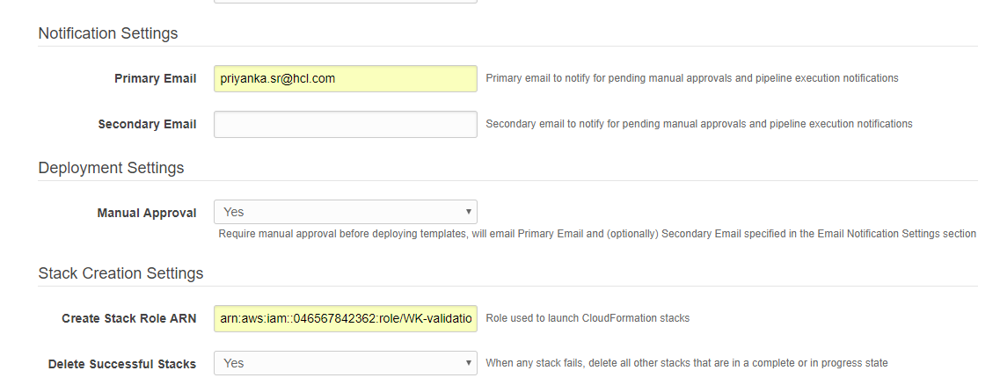 Notification Settings
Primary Email priyanka.sr@hcl.com Primary email to notify for pending manual approvals and pipeline execution notifications
Secondary Email Secondary email to notify for pending manual approvals and pipeline execution notifications
Deployment Settings
Manual Approval Yes
Require manual approval before deploying templates, will email Primary Email and (optionally) Secondary Email specified in the Email Notification Settings section
Stack Creation Settings
Create Stack Role ARN arn:aws:iam::046567842362:role/WK-validatio Role used to launch CloudFormation stacks
Delete Successful Stacks Yes When any stack fails, delete all other stacks that are in a complete or in progress state